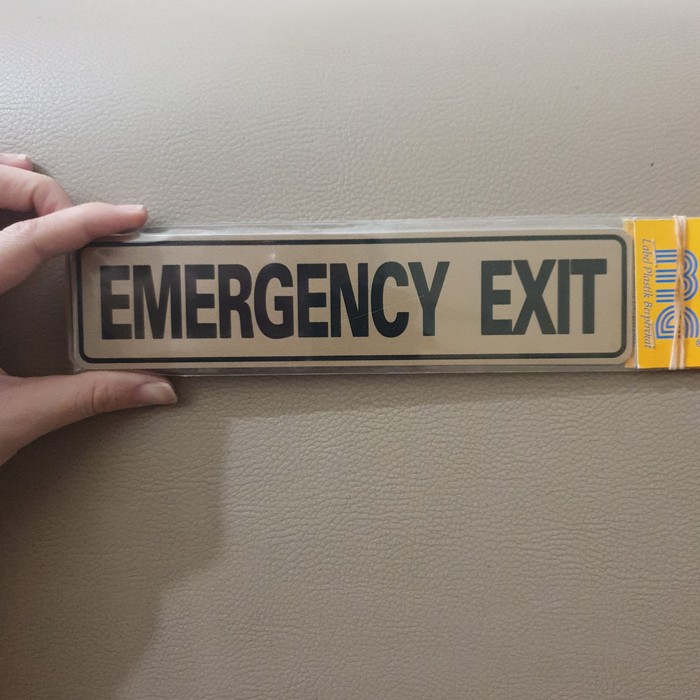 EMERGENCY EXIT
Label Plastik Berperekat